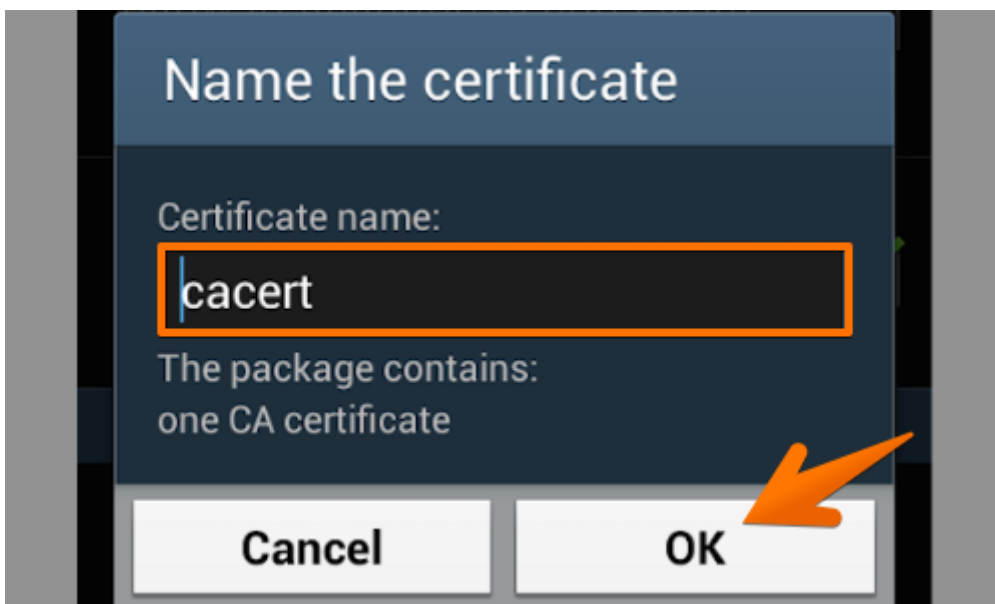 Name the certificate
Certificate name:
cacert
The package contains:
one CA certificate
Cancel
OK